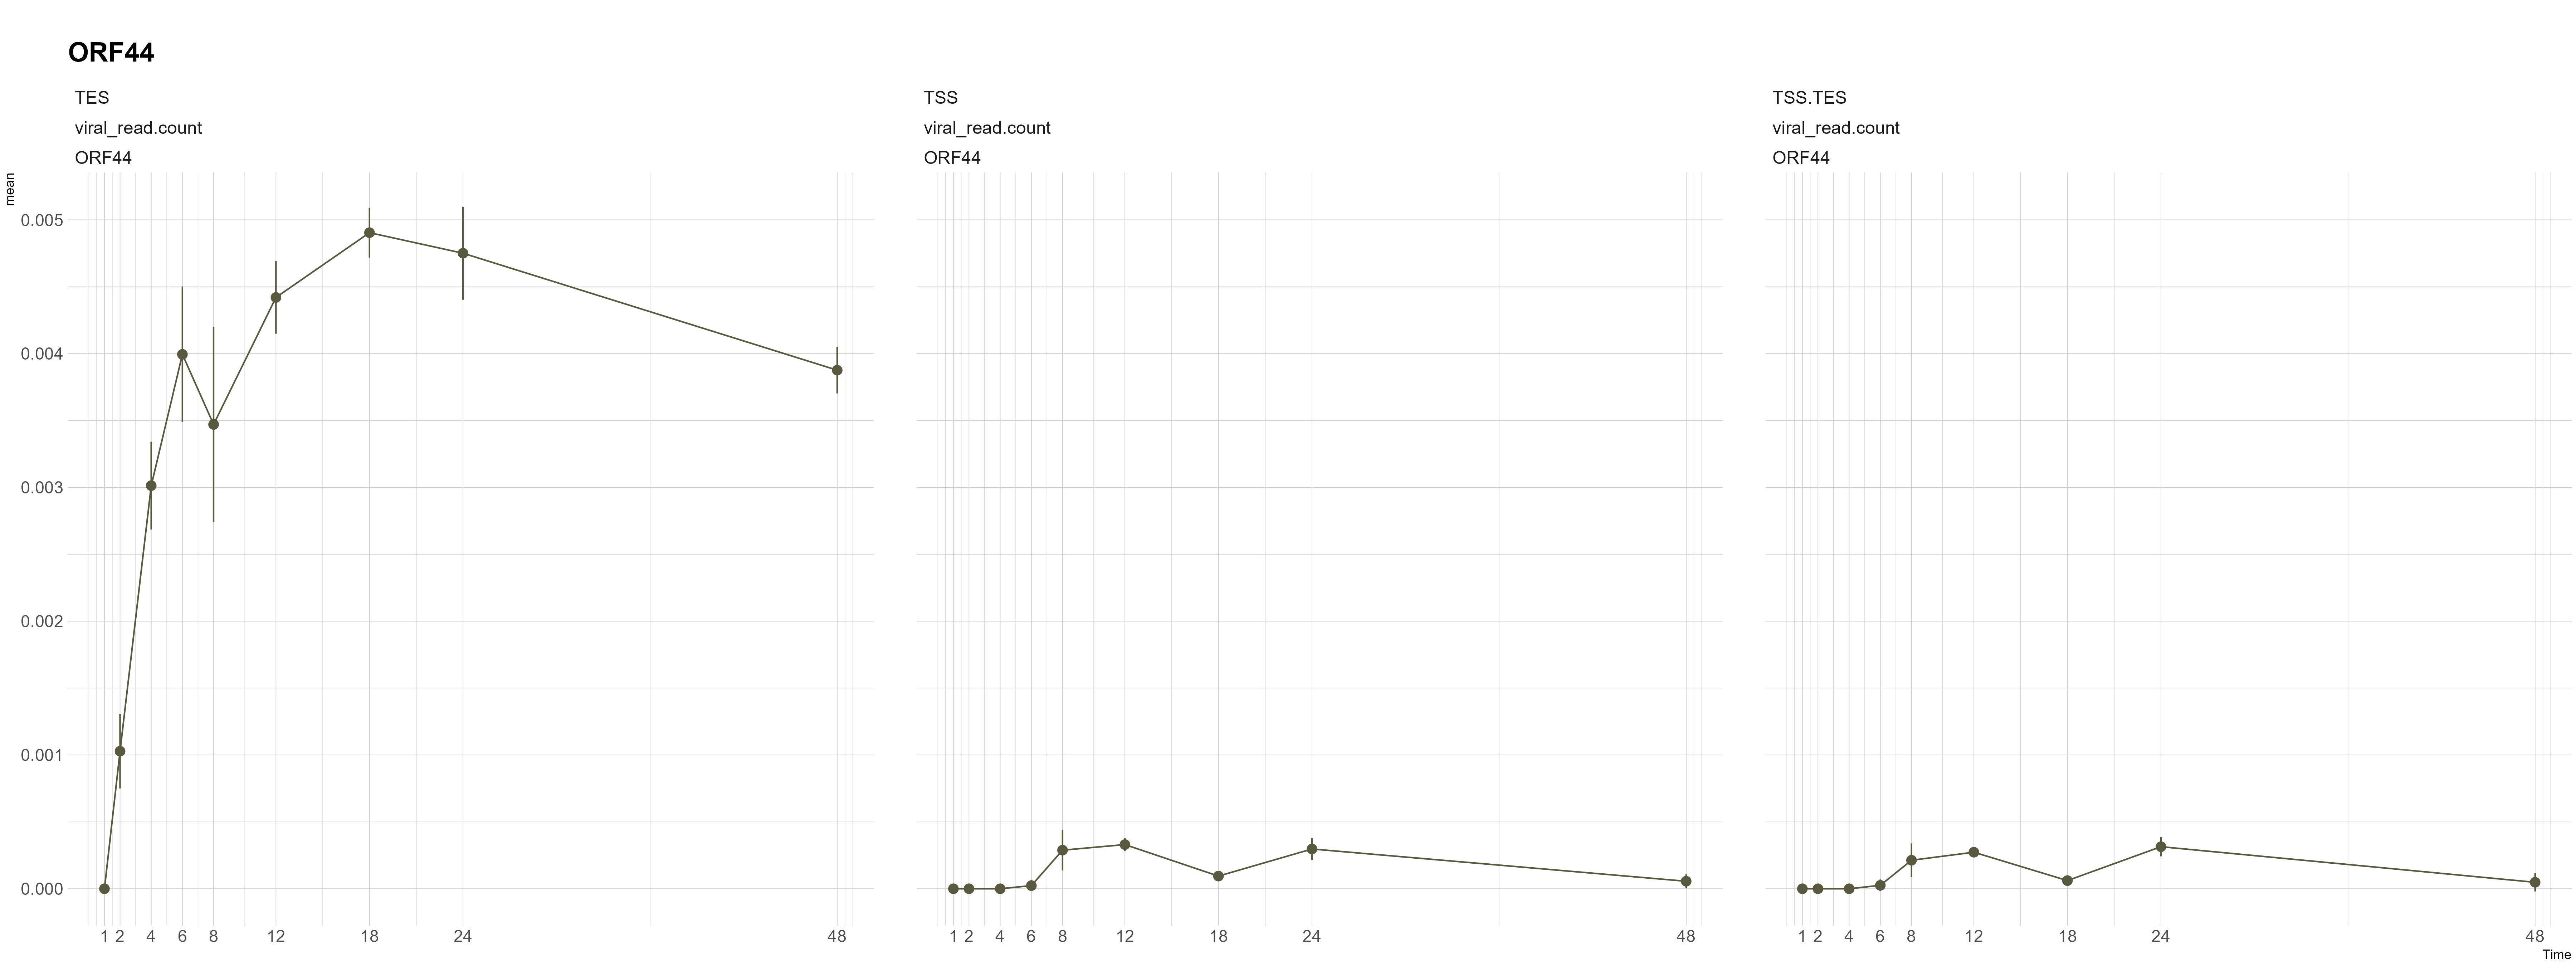 ORF44
TES
viral_read.count
ORF44
TSS
viral_read.count
ORF44
TSS.TES
viral_read.count
ORF44
mean
0.005
0.004
0.003
0.002
0.001
0.000
1 2 4 6 8 12 18 24 48
1 2 4 6 8 12 18 24 48
1 2 4 6 8 12 18 24 48
Time